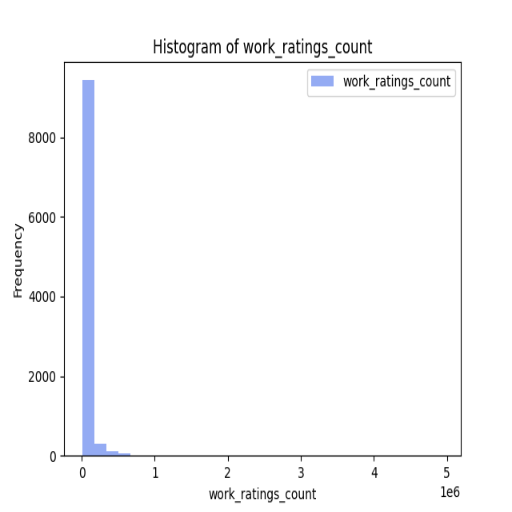 Histogram of work_ratings_count
work_ratings_count
8000
6000
4000
2000
0
Frequency
0 1 2 3 4 5
1e6
work_ratings_count